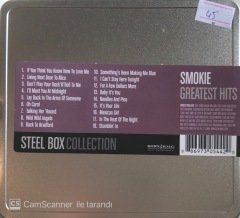 45
1. If You Think You Know How To Love Me
2. Living Next Door To Alice
3. Don't Play Your Rock'N'Roll To Me
4. I'll Meet You At Midnight
5. Lay Back In The Arms Of Someone
6. Oh Carol
7. Talking Her 'Round
8. Wild Wild Angels
9. Back To Bradford
10. Something's Been Making Me Blue
11. I Can't Stay Here Tonight
12. For A Few Dollars More
13. Baby It's You
14. Needles And Pins
15. It's Your Life
16. Mexican Girl
17. In The Heat Of The Night
18. Stumblin' In
SMOKIE
GREATEST HITS
STEEL BOX COLLECTION
SONY BMG
CS CamScanner ile tarandı